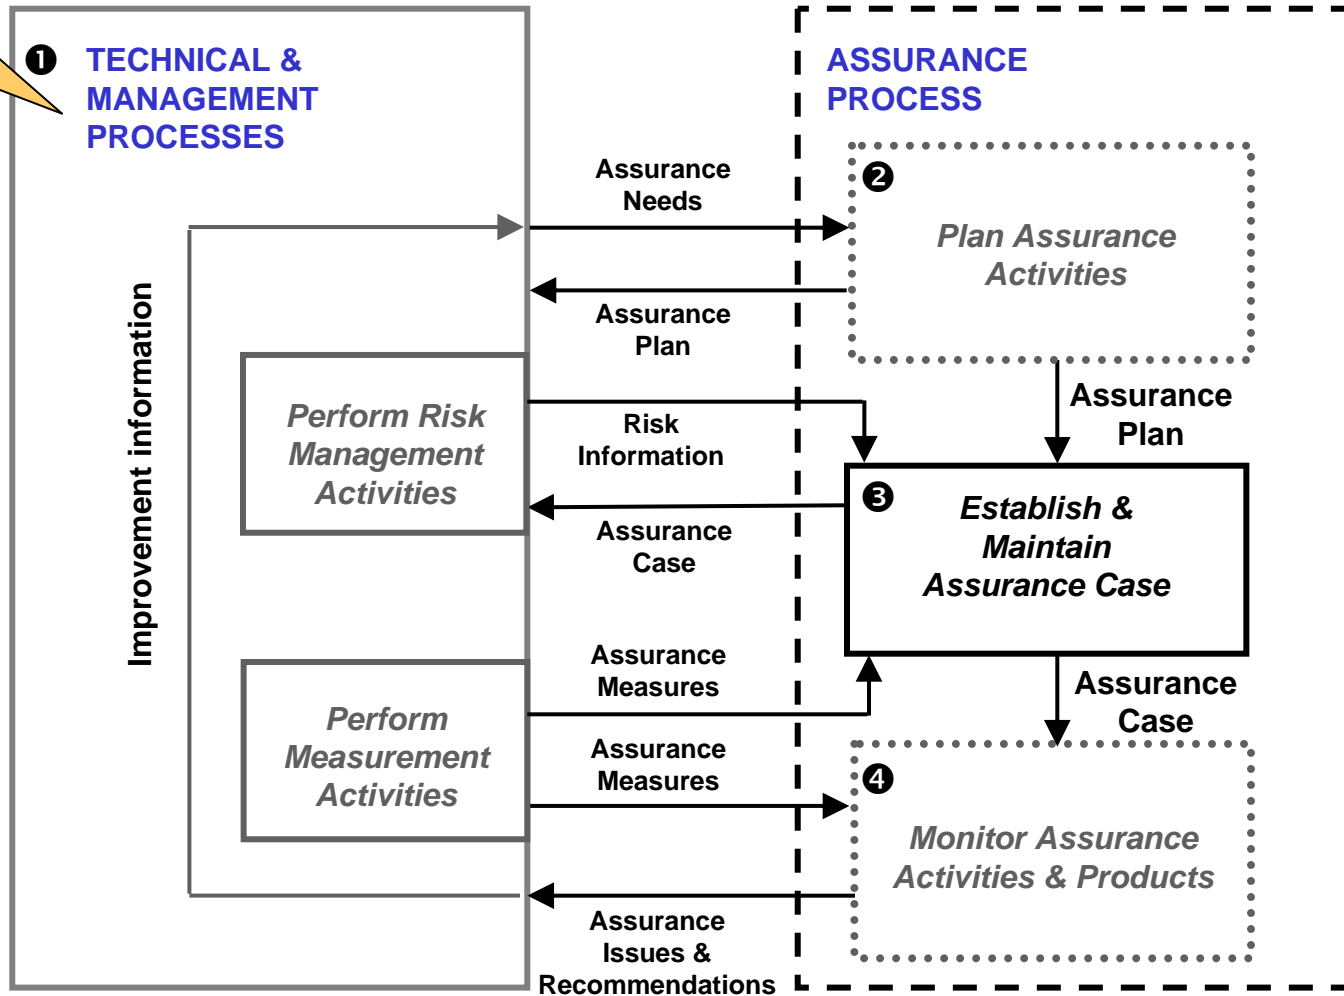 ❶ TECHNICAL &
MANAGEMENT
PROCESSES
ASSURANCE
PROCESS
Assurance
Needs
❷
Plan Assurance
Activities
Assurance
Plan
Improvement information
Perform Risk
Management
Activities
Risk
Information
Assurance
Plan
❸
Establish &
Maintain
Assurance Case
Assurance
Case
Assurance
Measures
Assurance
Case
Perform
Measurement
Activities
Assurance
Measures
❹
Monitor Assurance
Activities & Products
Assurance
Issues &
Recommendations